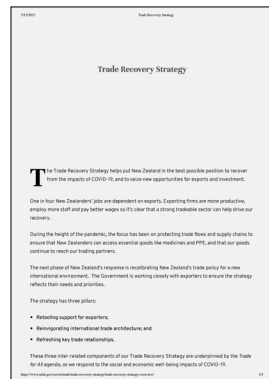 Trade Recovery Strategy
Trade Recovery Strategy
The Trade Recovery Strategy helps put New Zealand in the best possible position to recover
from the impacts of COVID-19, and to seize new opportunities for exports and investment.
One in four New Zealanders' jobs are dependent on exports. Exporting firms are more productive,
employ more staff and pay better wages so it's clear that a strong tradeable sector can help drive our
recovery.
During the height of the pandemic, the focus has been on protecting trade flows and supply chains to
ensure that New Zealanders can access essential goods like medicines and PPE, and that our goods
continue to reach our trading partners.
The next phase of New Zealand's response is recalibrating New Zealand's trade policy for a new
international environment. The Government is working closely with exporters to ensure the strategy
reflects their needs and priorities.
The strategy has three pillars:
• Retooling support for exporters;
• Reinvigorating international trade architecture; and
• Refreshing key trade relationships.
These three inter-related components of our Trade Recovery Strategy are underpinned by the Trade
for All agenda, as we respond to the social and economic well-being impacts of COVID-19.